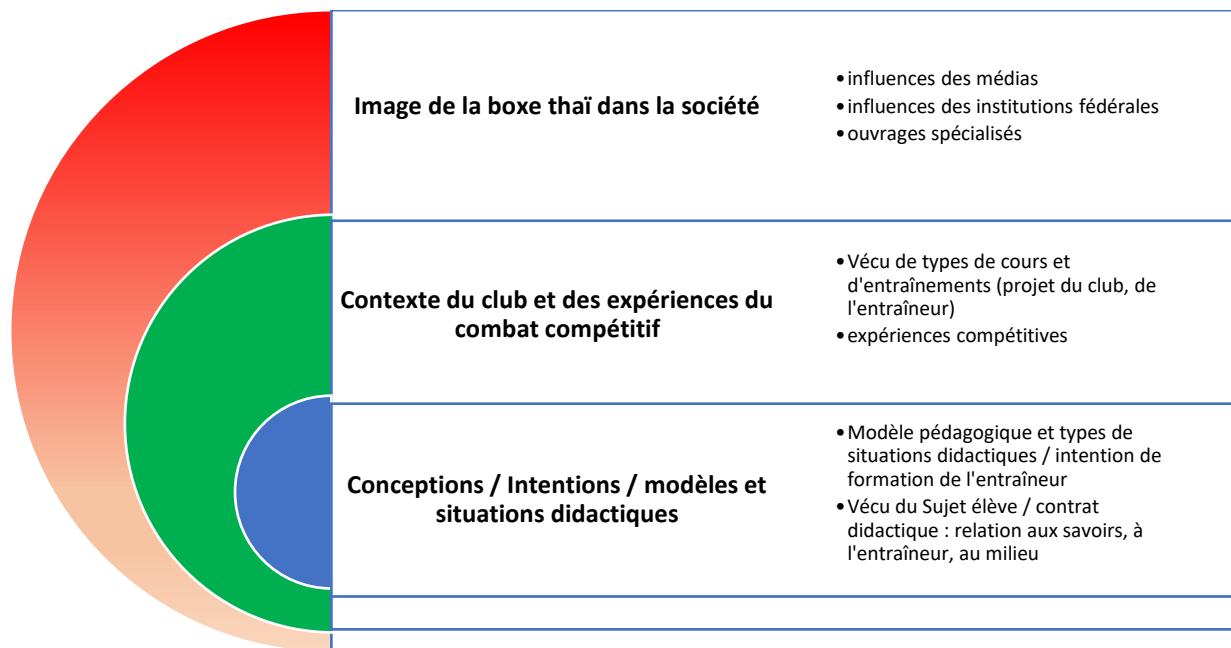 Image de la boxe thaï dans la société
•influences des médias
•influences des institutions fédérales
•ouvrages spécialisés
Contexte du club et des expériences du
combat compétitif
•Vécu de types de cours et
d'entraînements (projet du club, de
l'entraîneur)
•expériences compétitives
Conceptions / Intentions / modèles et
situations didactiques
•Modèle pédagogique et types de
situations didactiques / intention de
formation de l'entraîneur
•Vécu du Sujet élève / contrat
didactique : relation aux savoirs, à
l'entraîneur, au milieu